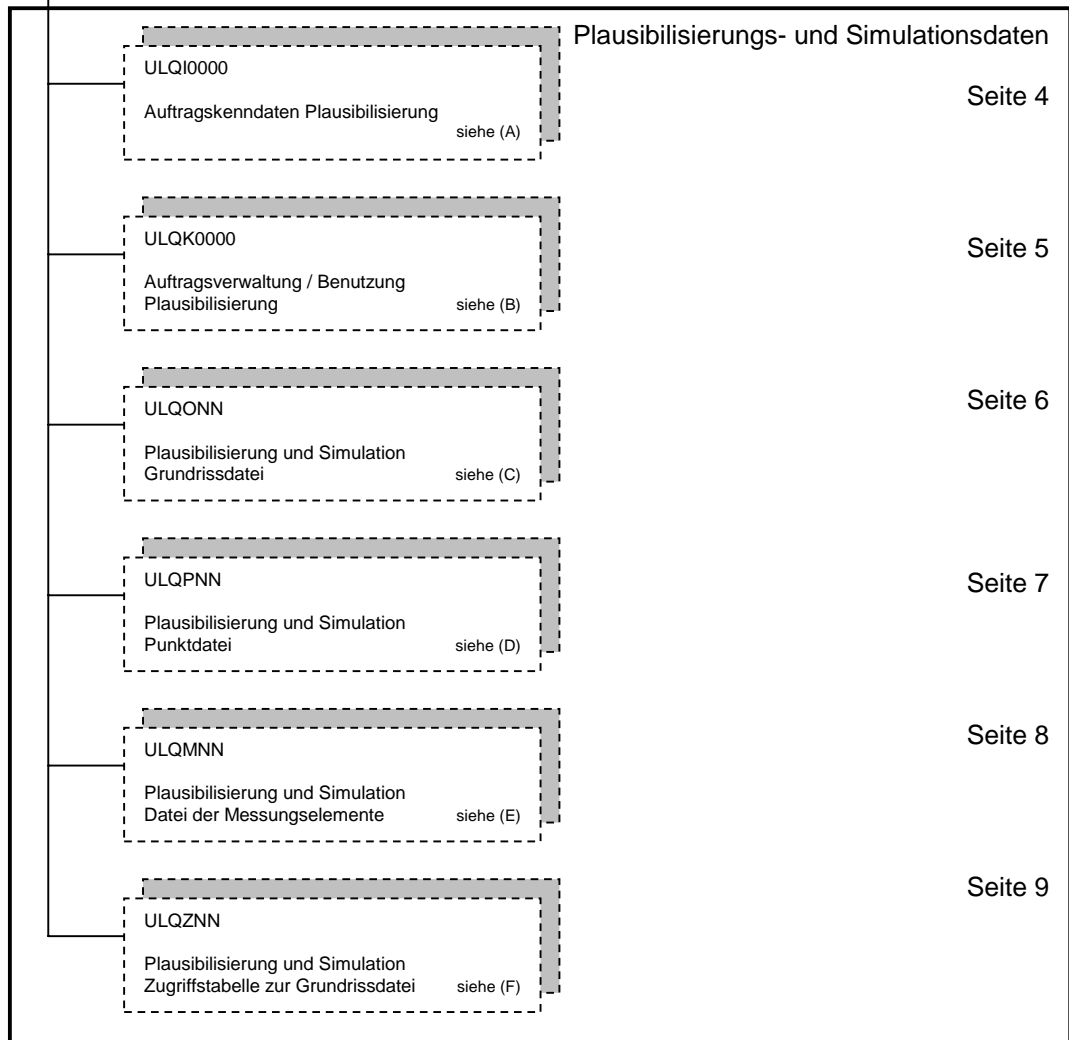 Plausibilisierungs- und Simulationsdaten
ULQI0000
Auftragskenndaten Plausibilisierung
siehe (A)
Seite 4
ULQK0000
Auftragsverwaltung / Benutzung
Plausibilisierung siehe (B)
Seite 5
ULQONN
Plausibilisierung und Simulation
Grundrissdatei siehe (C)
Seite 6
ULQPNN
Plausibilisierung und Simulation
Punktdatei siehe (D)
Seite 7
ULQMNN
Plausibilisierung und Simulation
Datei der Messungselemente siehe (E)
Seite 8
ULQZNN
Plausibilisierung und Simulation
Zugriffstabelle zur Grundrissdatei siehe (F)
Seite 9